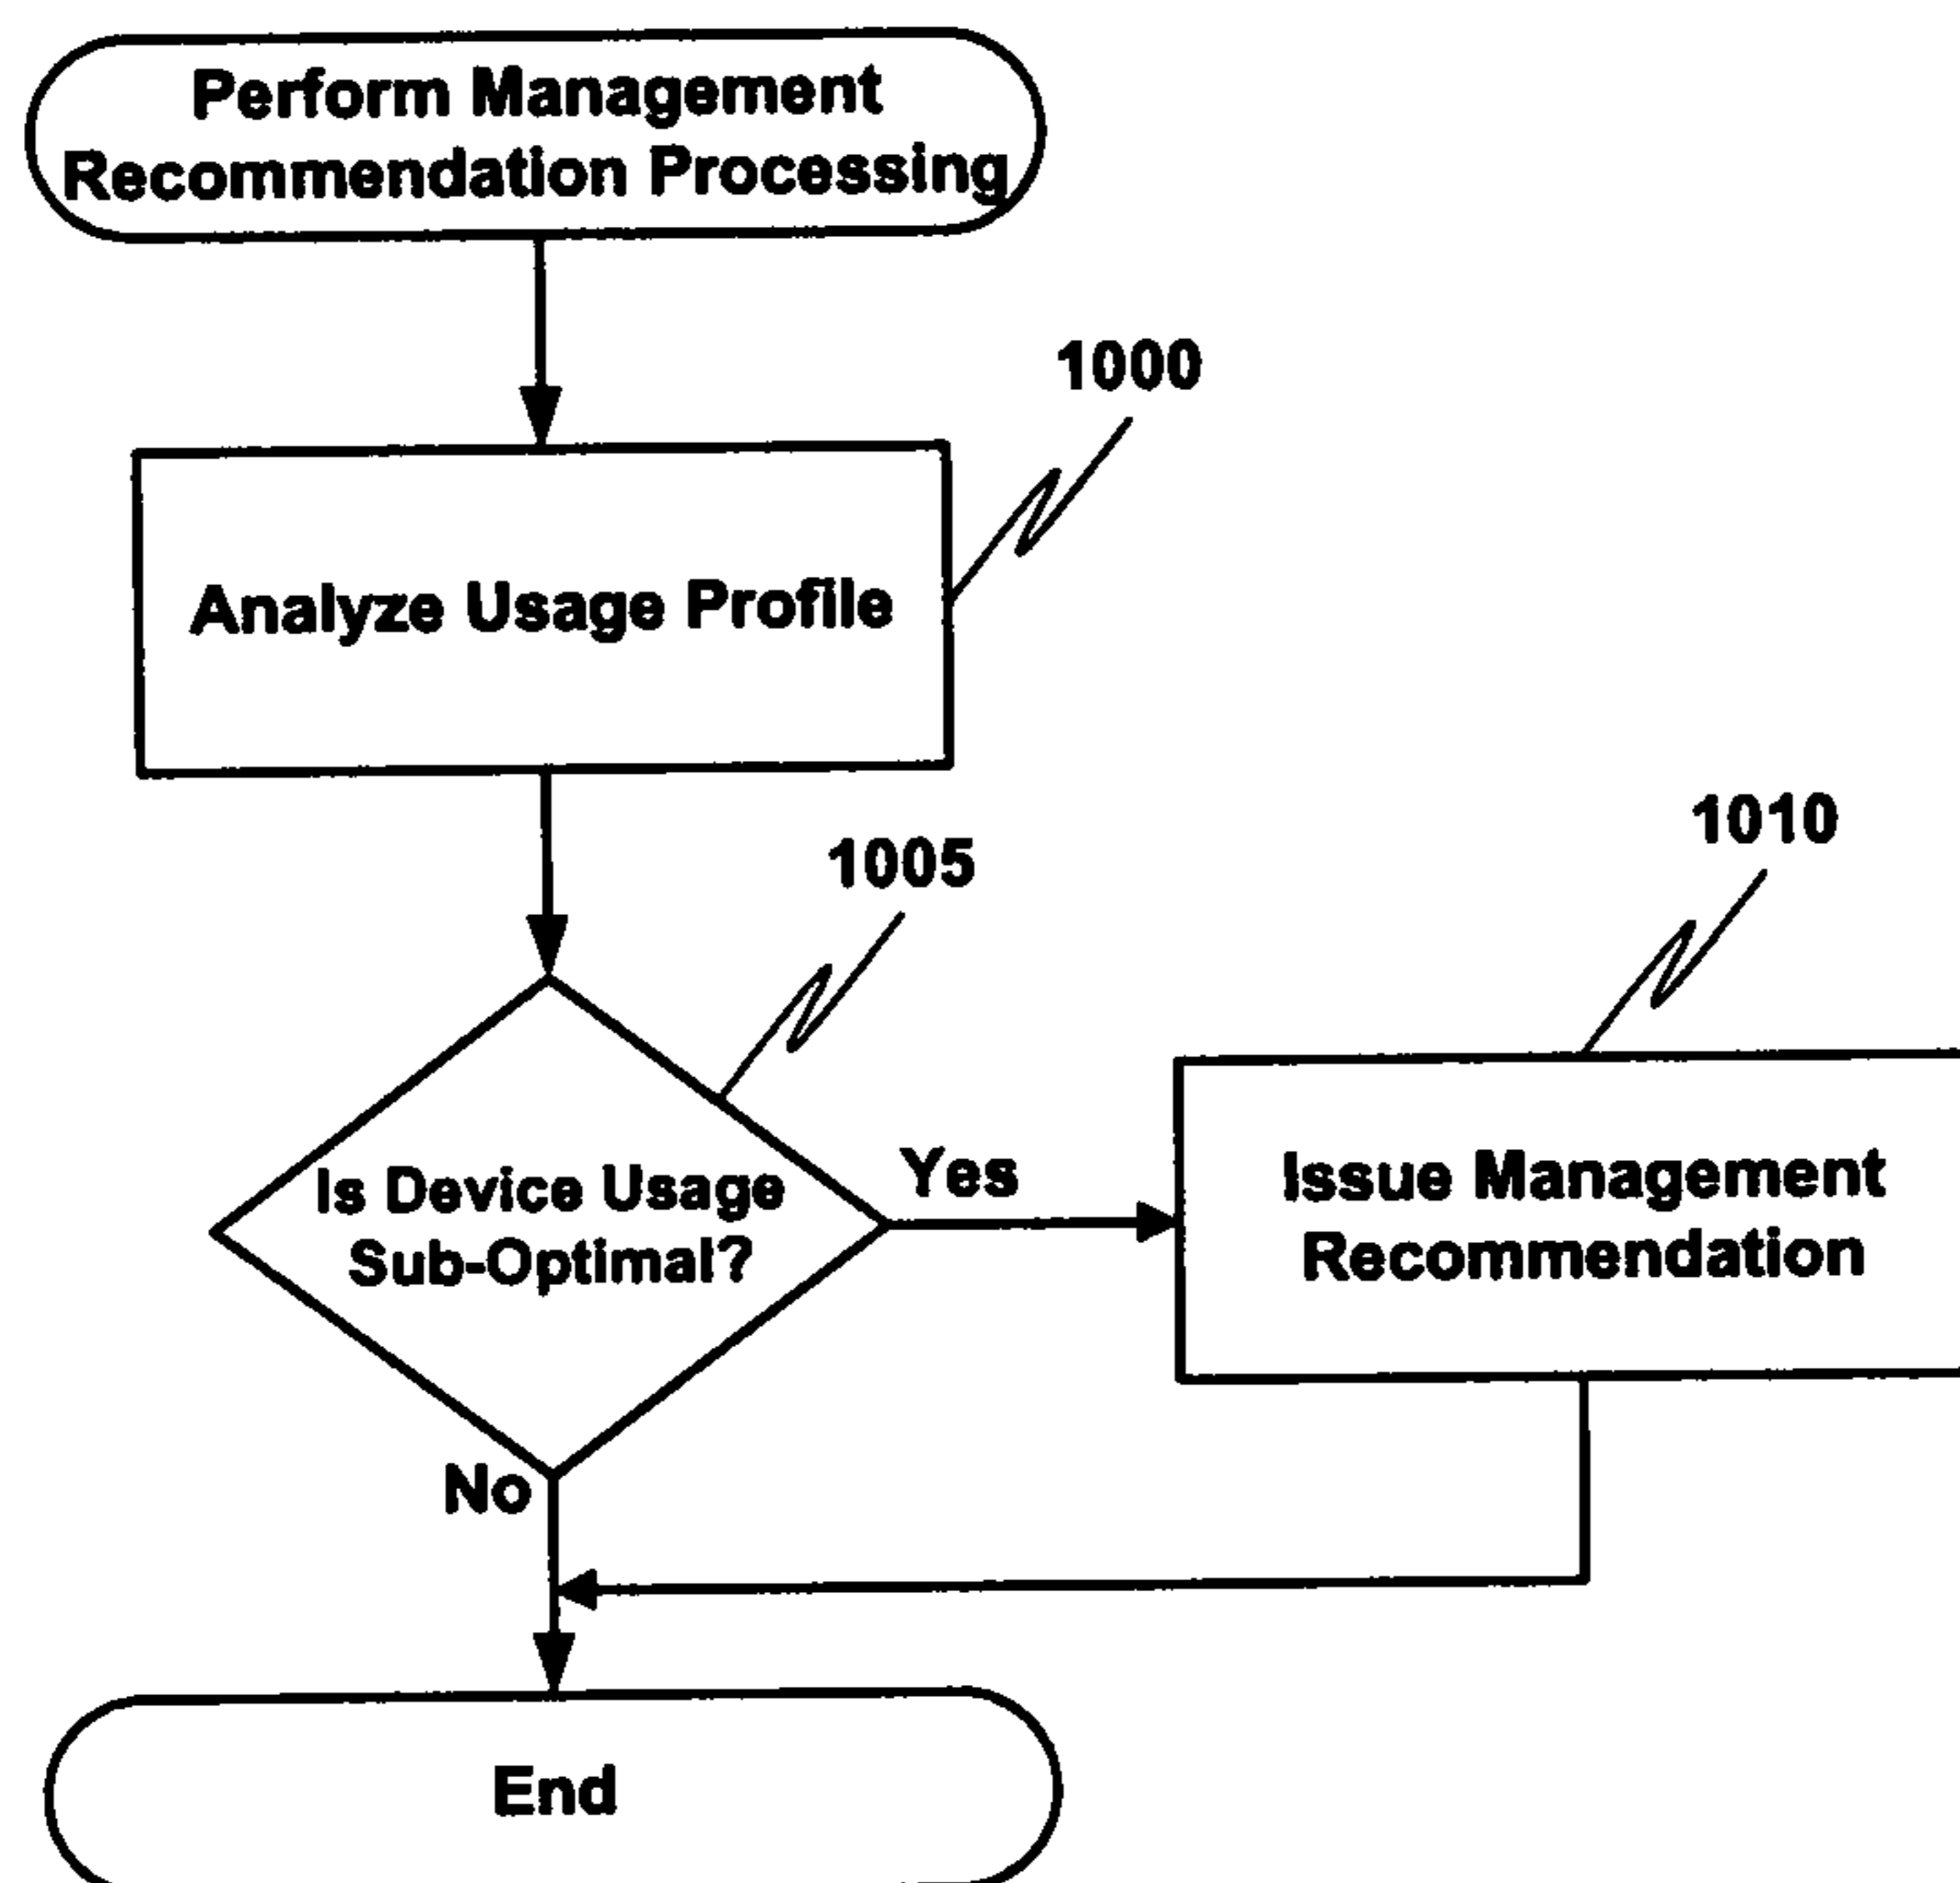 Perform Management
Recommendation Processing
1000
Analyze Usage Profile
1005
1010
Is Device Usage
Sub-Optimal?
Yes
Issue Management
Recommendation
No
End